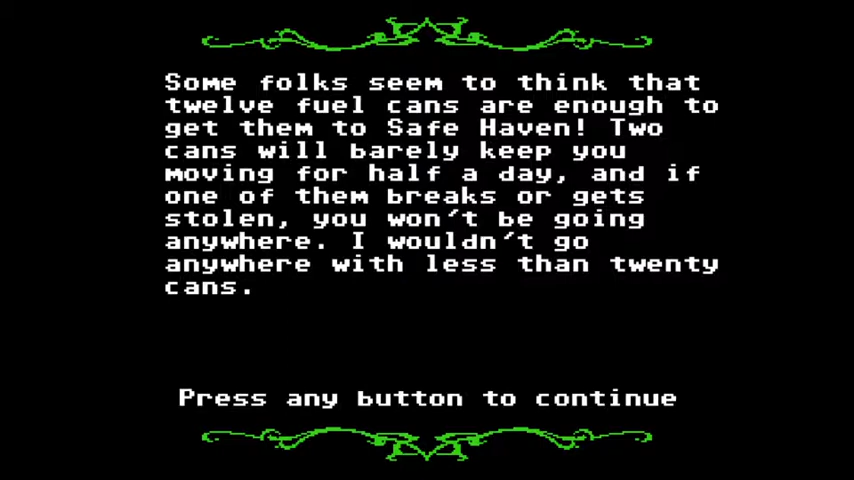 Some folks seem to think that
twelve fuel cans are enough to
get them to Safe Haven! Two
cans will barely keep you
moving for half a day, and if
one of them breaks or gets
stolen, you won't be going
anywhere. I wouldn't go
anywhere with less than twenty
cans.
Press any button to continue